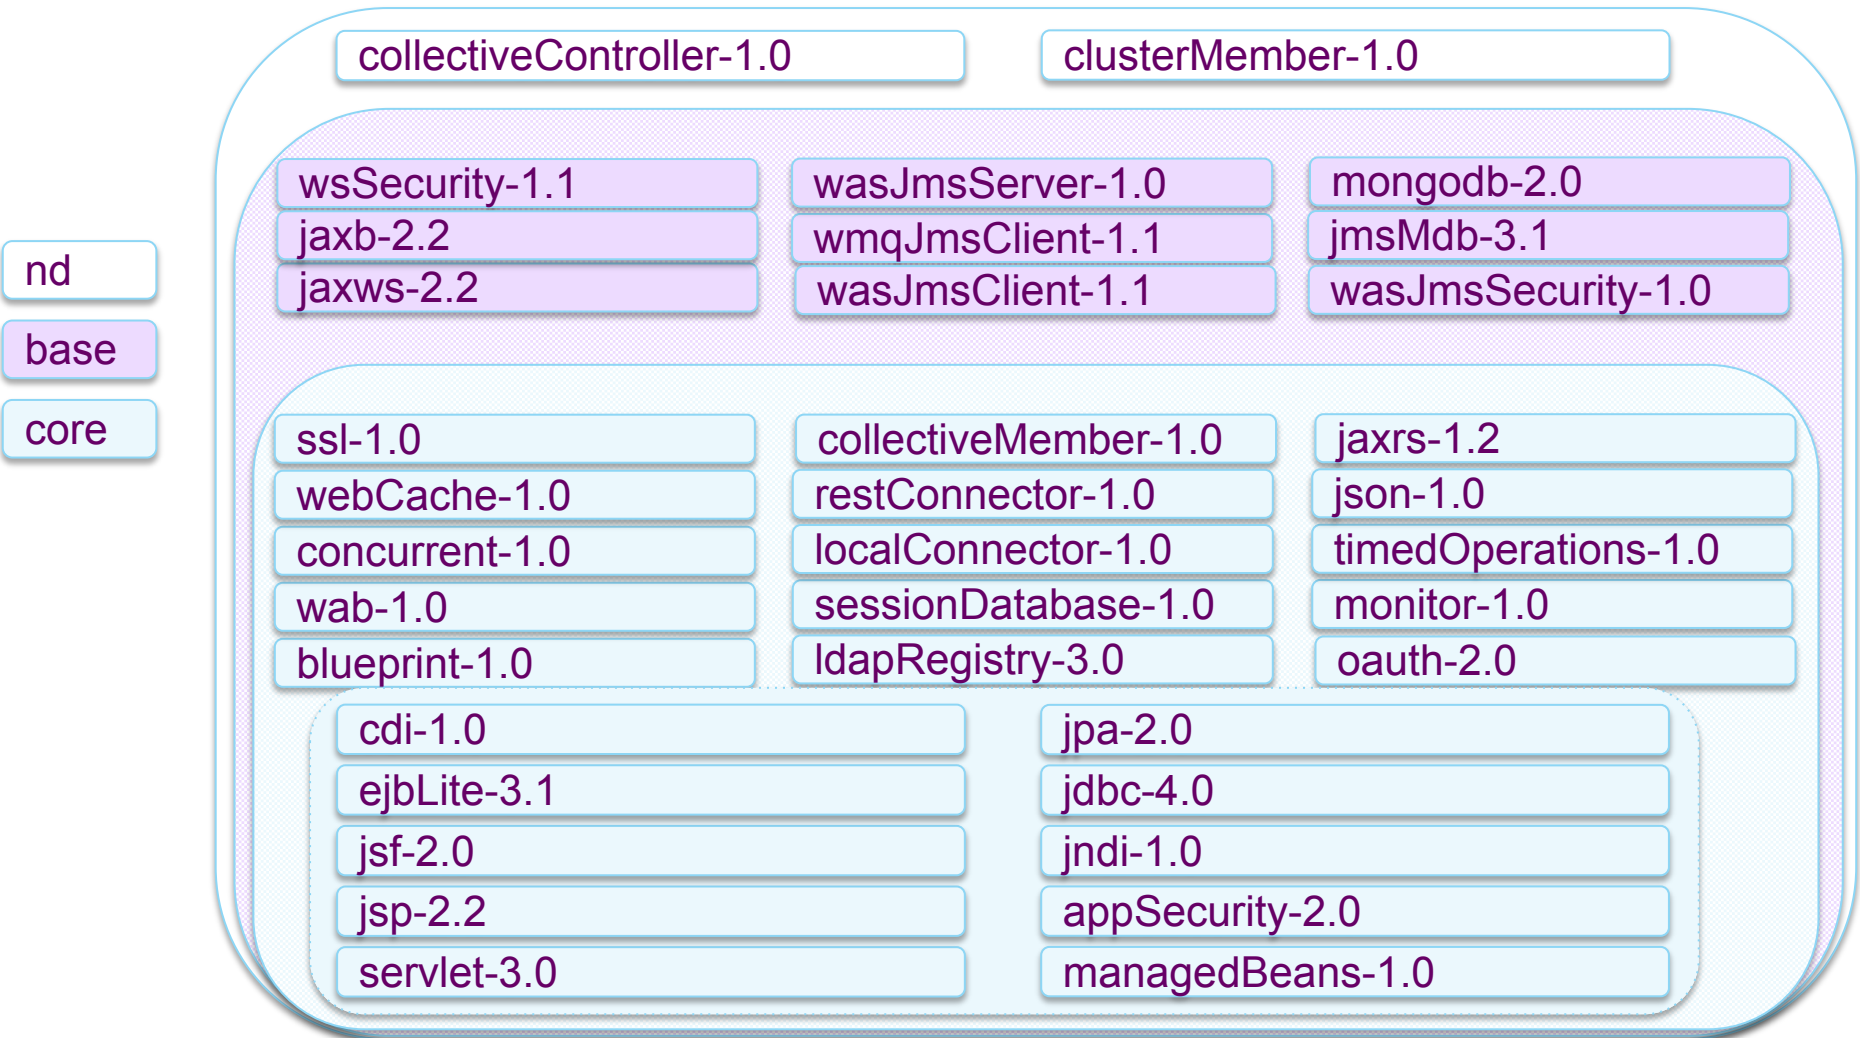 collectiveController-1.0
clusterMember-1.0
nd
base
core
wsSecurity-1.1
wasJmsServer-1.0
mongodb-2.0
jaxb-2.2
wmqJmsClient-1.1
jmsMdb-3.1
jaxws-2.2
wasJmsClient-1.1
wasJmsSecurity-1.0
ssl-1.0
collectiveMember-1.0
jaxrs-1.2
webCache-1.0
restConnector-1.0
json-1.0
concurrent-1.0
localConnector-1.0
timedOperations-1.0
wab-1.0
sessionDatabase-1.0
monitor-1.0
blueprint-1.0
ldapRegistry-3.0
oauth-2.0
cdi-1.0
jpa-2.0
ejbLite-3.1
jdbc-4.0
jsf-2.0
jndi-1.0
jsp-2.2
appSecurity-2.0
servlet-3.0
managedBeans-1.0